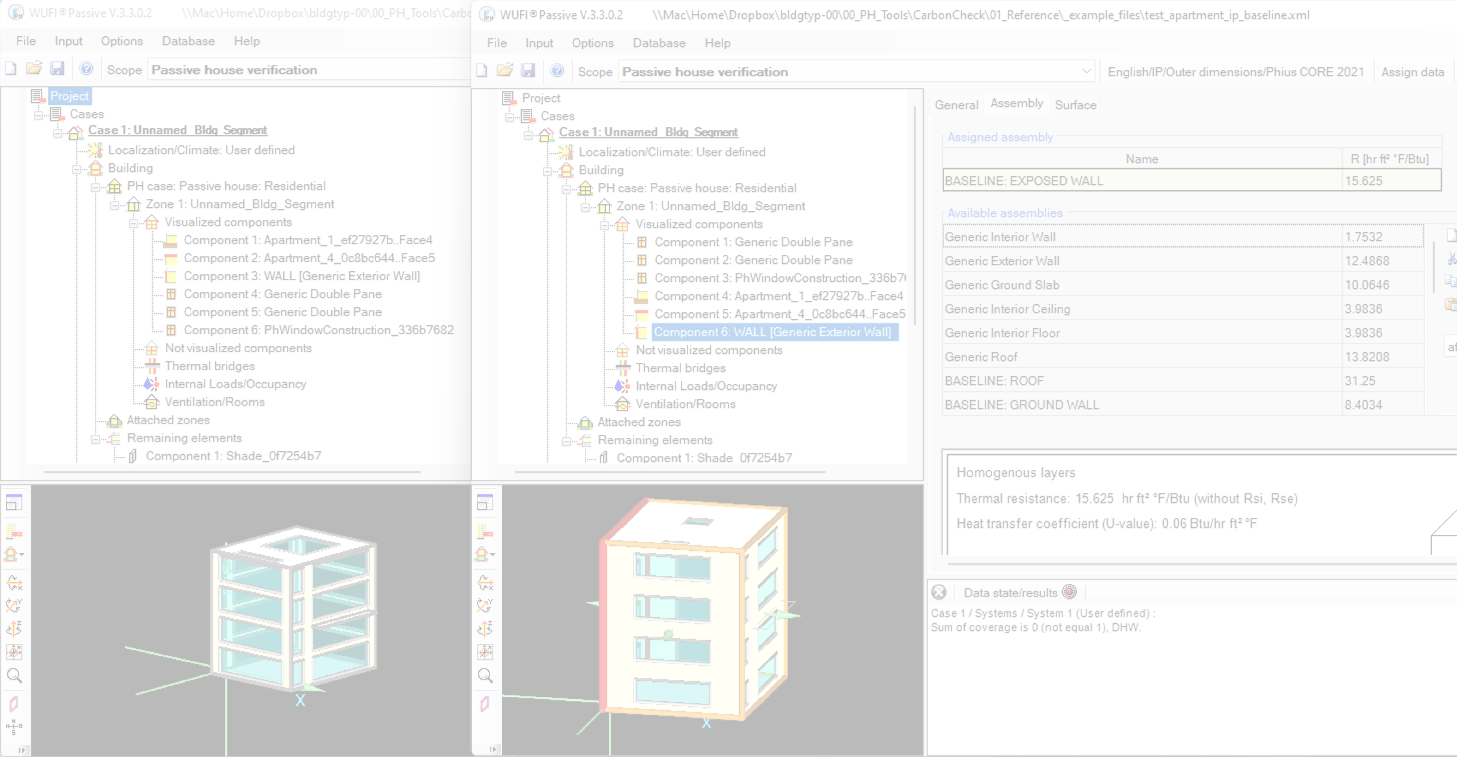 WUFI®Passive V.3.3.0.2 \\Mac\Home\Dropbox\bldgtyp-00\00_PH_Tools\Carbo
File Input Options Database Help
Scope Passive house verification
Project
Cases
Case 1: Unnamed_Bldg_Segment
Localization/Climate: User defined
Building
PH case: Passive house: Residential
Zone 1: Unnamed_Bldg_Segment
Visualized components
Component 1: Apartment_1_ef27927b..Face4
Component 2: Apartment_4_0c8bc644..Face5
Component 3: WALL [Generic Exterior Wall]
Component 4: Generic Double Pane
Component 5: Generic Double Pane
Component 6: PhWindowConstruction_336b7682
Not visualized components
Thermal bridges
Internal Loads/Occupancy
Ventilation/Rooms
Attached zones
Remaining elements
Component 1: Shade_0f7254b7
X
WUFI®Passive V.3.3.0.2 \\Mac\Home\Dropbox\bldgtyp-00\00_PH_Tools\CarbonCheck\01_Reference\_example_files\test_apartment_ip_baseline.xml
File Input Options Database Help
Scope Passive house verification English/IP/Outer dimensions/Phius CORE 2021 Assign data
Project
Cases
Case 1: Unnamed_Bldg_Segment
Localization/Climate: User defined
Building
PH case: Passive house: Residential
Zone 1: Unnamed_Bldg_Segment
Visualized components
Component 1: Generic Double Pane
Component 2: Generic Double Pane
Component 3: PhWindowConstruction_336b7(
Component 4: Apartment_1_ef27927b..Face4
Component 5: Apartment_4_0c8bc644..Face5
Component 6: WALL [Generic Exterior Wall]
Not visualized components
Thermal bridges
Internal Loads/Occupancy
Ventilation/Rooms
Attached zones
Remaining elements
Component 1: Shade_0f7254b7
X
General Assembly Surface
Assigned assembly
Name R [hr ft² °F/Btu]
BASELINE: EXPOSED WALL 15.625
Available assemblies
Generic Interior Wall 1.7532
Generic Exterior Wall 12.4868
Generic Ground Slab 10.0646
Generic Interior Ceiling 3.9836
Generic Interior Floor 3.9836
Generic Roof 13.8208
BASELINE: ROOF 31.25
BASELINE: GROUND WALL 8.4034
Homogenous layers
Thermal resistance: 15.625 hr ft² °F/Btu (without Rsi, Rse)
Heat transfer coefficient (U-value): 0.06 Btu/hr ft² °F
Data state/results
Case 1 / Systems / System 1 (User defined) :
Sum of coverage is 0 (not equal 1), DHW.